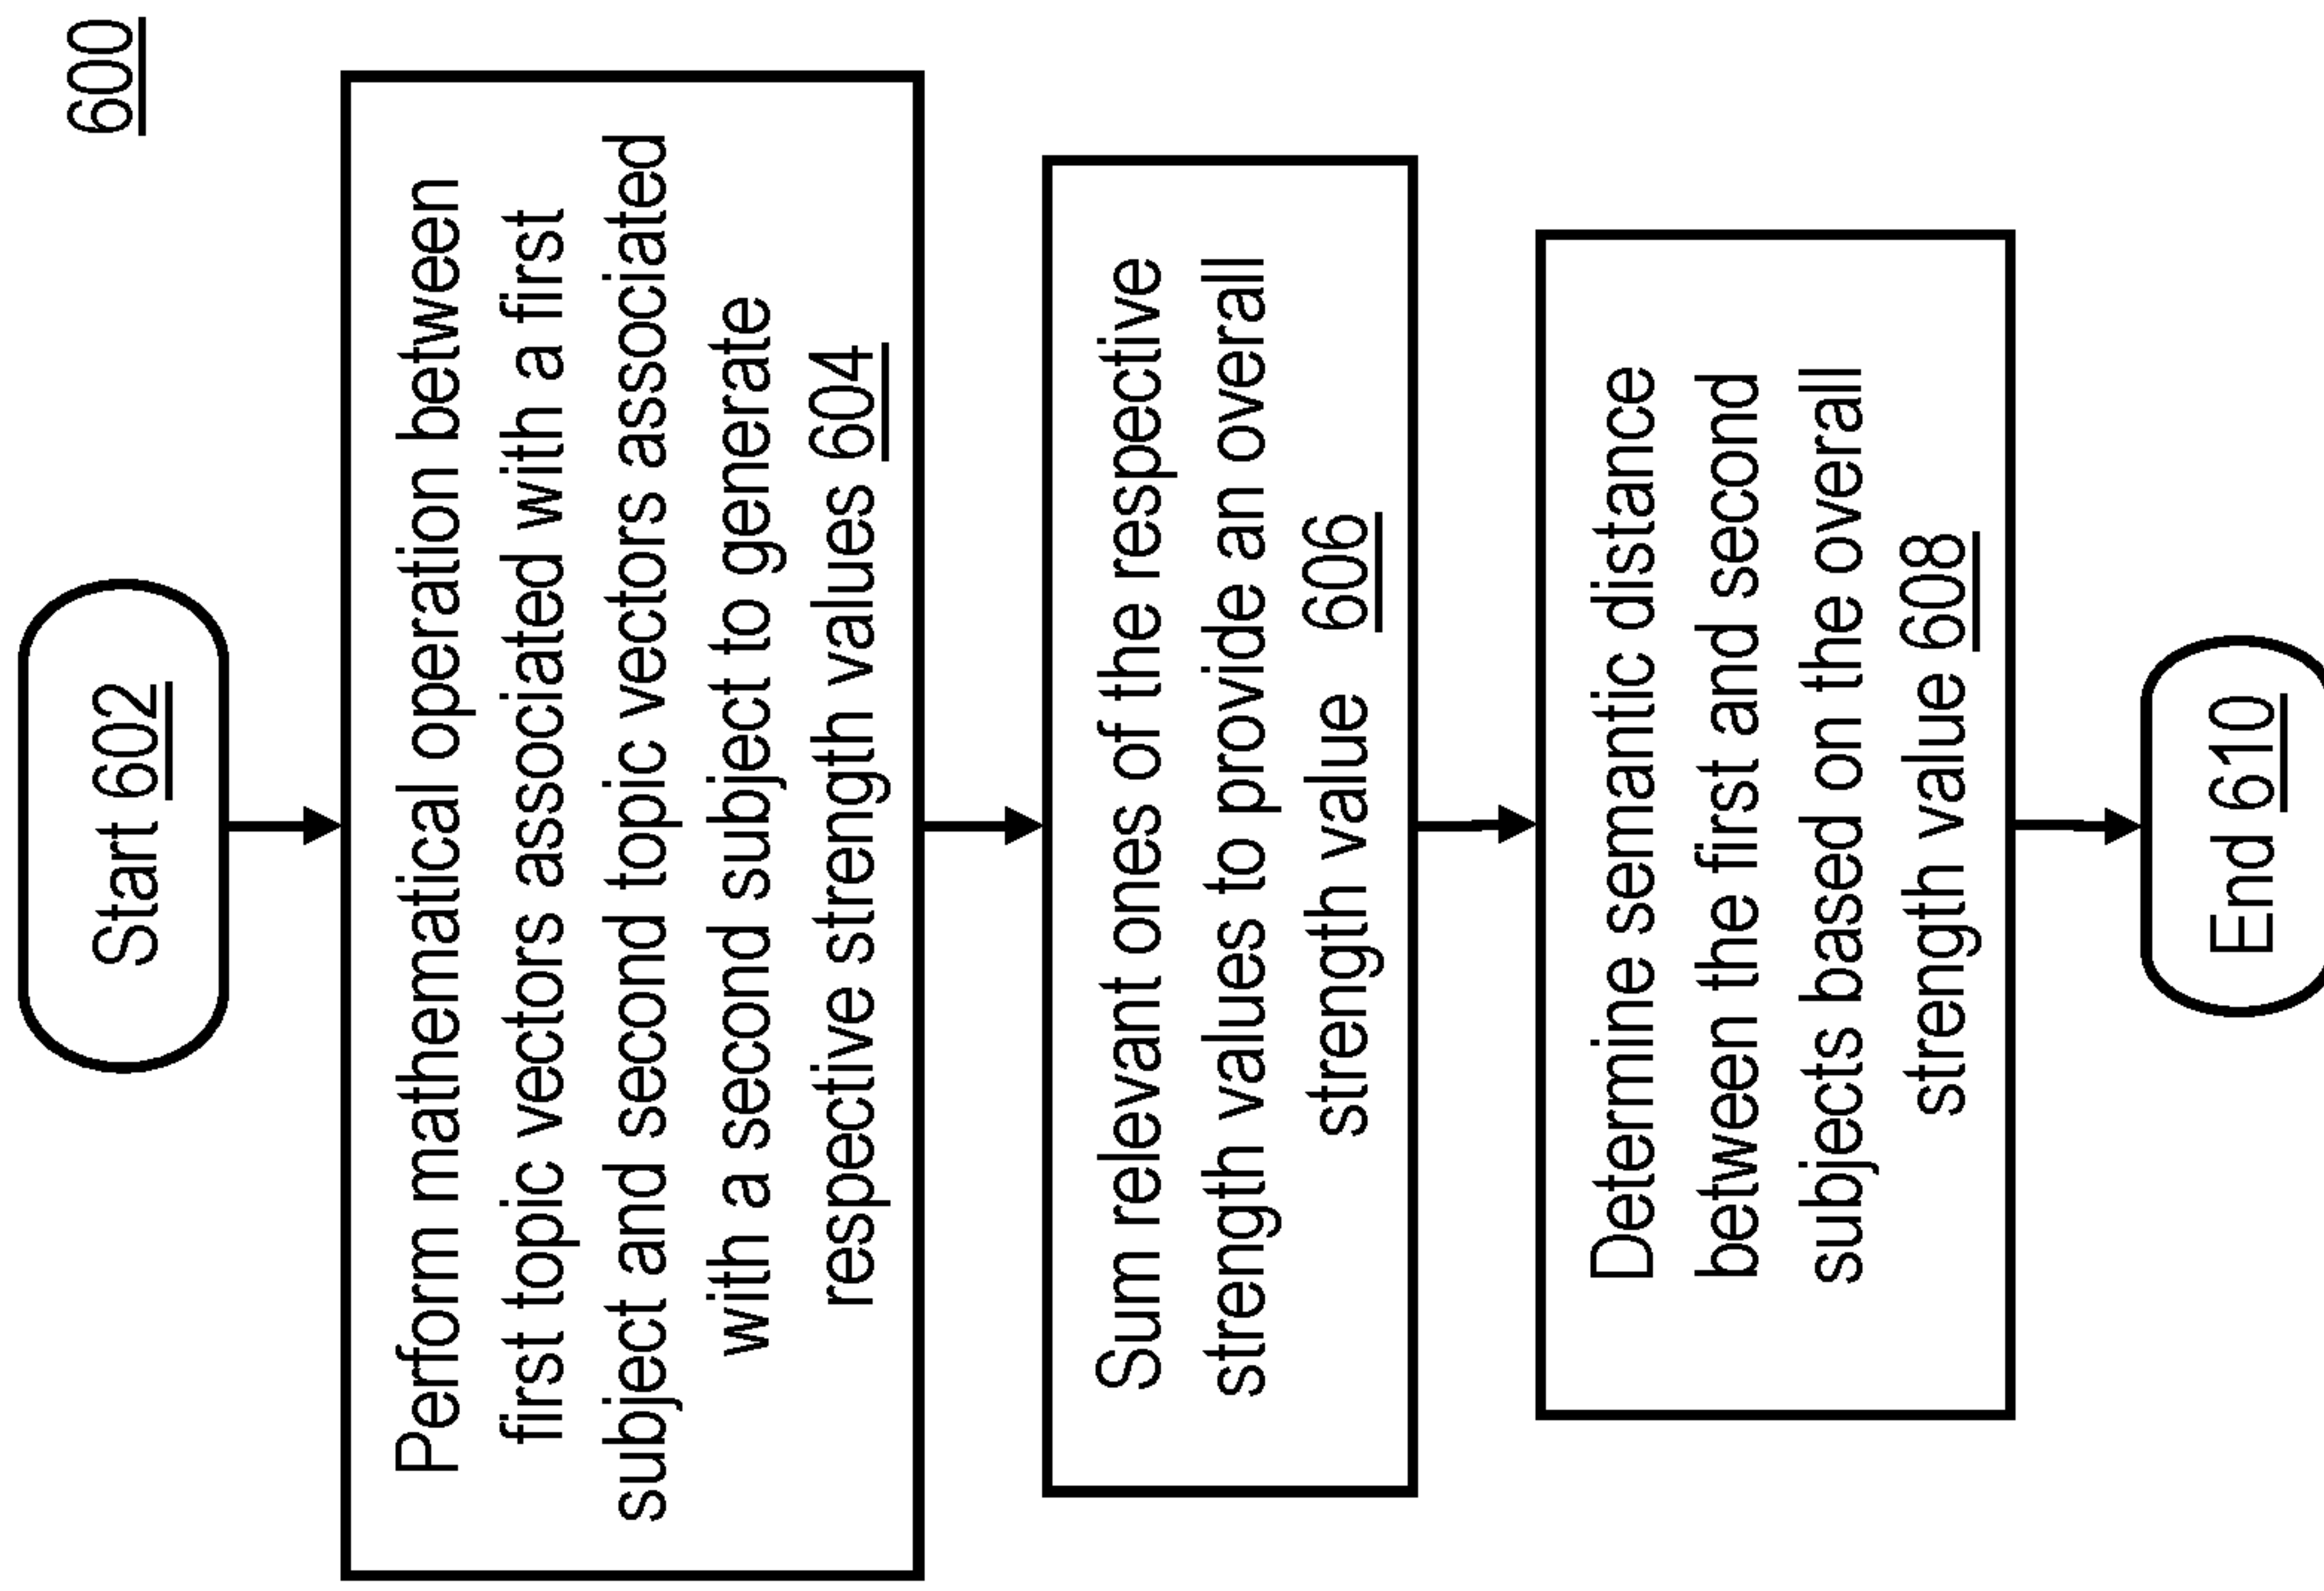 600
Start 602
Perform mathematical operation between
first topic vectors associated with a first
subject and second topic vectors associated
with a second subject to generate
respective strength values 604
Sum relevant ones of the respective
strength values to provide an overall
strength value 606
Determine semantic distance
between the first and second
subjects based on the overall
strength value 608
End 610